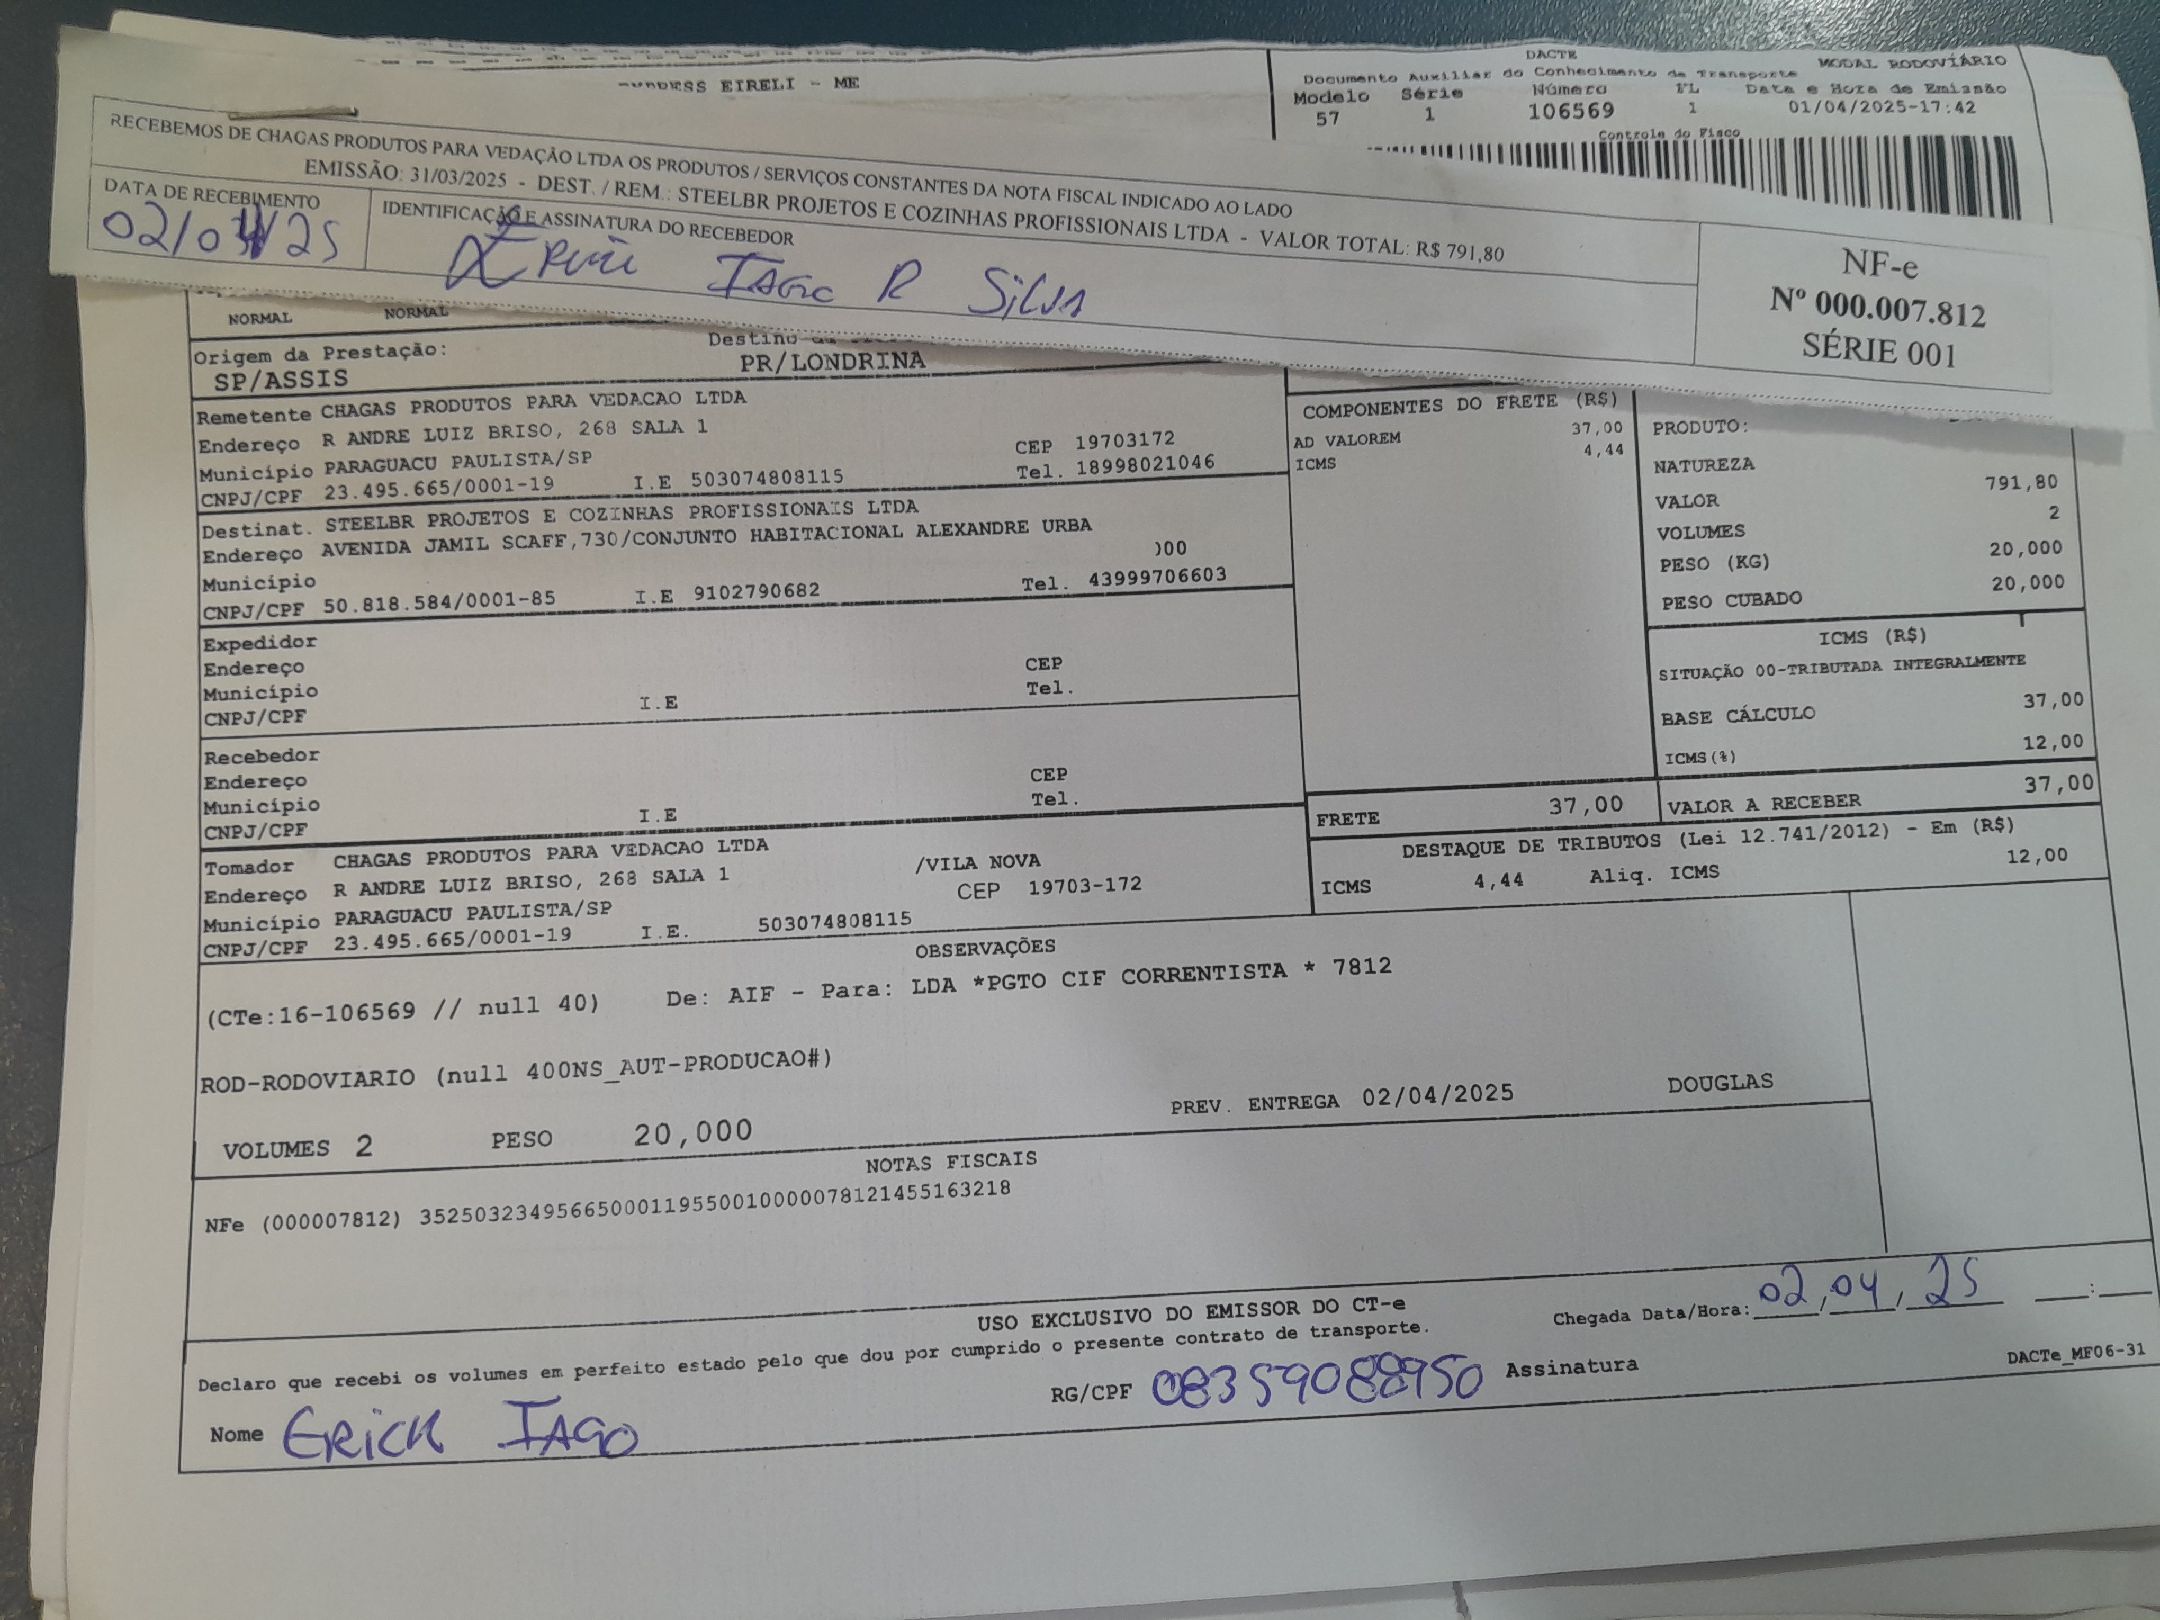 EIRELI - ME
DACTE
MODAL RODOVIÁRIO
Documento Auxiliar do Conhecimento de Transporte
Modelo Série Número FL Data e Hora de Emissão
57 1 106569 1 01/04/2025-17:42
Controle do Fisco
RECEBEMOS DE CHAGAS PRODUTOS PARA VEDAÇÃO LTDA OS PRODUTOS / SERVIÇOS CONSTANTES DA NOTA FISCAL INDICADO AO LADO
EMISSÃO: 31/03/2025 - DEST. / REM.: STEELBR PROJETOS E COZINHAS PROFISSIONAIS LTDA - VALOR TOTAL: R$ 791,80
DATA DE RECEBIMENTO
02/04/25
IDENTIFICAÇÃO E ASSINATURA DO RECEBEDOR
IAGO R SILVA
NF-e
Nº 000.007.812
SÉRIE 001
NORMAL NORMAL
Origem da Prestação: Destino
SP/ASSIS PR/LONDRINA
Remetente CHAGAS PRODUTOS PARA VEDACAO LTDA
Endereço R ANDRE LUIZ BRISO, 268 SALA 1 CEP 19703172
Município PARAGUACU PAULISTA/SP Tel. 18998021046
CNPJ/CPF 23.495.665/0001-19 I.E 503074808115
Destinat. STEELBR PROJETOS E COZINHAS PROFISSIONAIS LTDA
Endereço AVENIDA JAMIL SCAFF,730/CONJUNTO HABITACIONAL ALEXANDRE URBA
Município 00
CNPJ/CPF 50.818.584/0001-85 I.E 9102790682 Tel. 43999706603
Expedidor
Endereço CEP
Município Tel.
CNPJ/CPF I.E
Recebedor
Endereço CEP
Município Tel.
CNPJ/CPF I.E
Tomador CHAGAS PRODUTOS PARA VEDACAO LTDA
Endereço R ANDRE LUIZ BRISO, 268 SALA 1 /VILA NOVA
Município PARAGUACU PAULISTA/SP CEP 19703-172
CNPJ/CPF 23.495.665/0001-19 I.E. 503074808115
COMPONENTES DO FRETE (R$)
AD VALOREM 37,00
ICMS 4,44
PRODUTO:
NATUREZA
VALOR 791,80
VOLUMES 2
PESO (KG) 20,000
PESO CUBADO 20,000
ICMS (R$)
SITUAÇÃO 00-TRIBUTADA INTEGRALMENTE
BASE CÁLCULO 37,00
ICMS(%) 12,00
FRETE 37,00 VALOR A RECEBER 37,00
DESTAQUE DE TRIBUTOS (Lei 12.741/2012) - Em (R$)
ICMS 4,44 Aliq. ICMS 12,00
OBSERVAÇÕES
(CTe:16-106569 // null 40) De: AIF - Para: LDA *PGTO CIF CORRENTISTA * 7812
ROD-RODOVIARIO (null 400NS_AUT-PRODUCAO#)
VOLUMES 2 PESO 20,000 PREV. ENTREGA 02/04/2025 DOUGLAS
NOTAS FISCAIS
NFe (000007812) 35250323495665000119550010000078121455163218
USO EXCLUSIVO DO EMISSOR DO CT-e
Declaro que recebi os volumes em perfeito estado pelo que dou por cumprido o presente contrato de transporte.
Chegada Data/Hora: 02/04/25 :
Nome ERICK IAGO RG/CPF 08359088950 Assinatura
DACTe_MF06-31